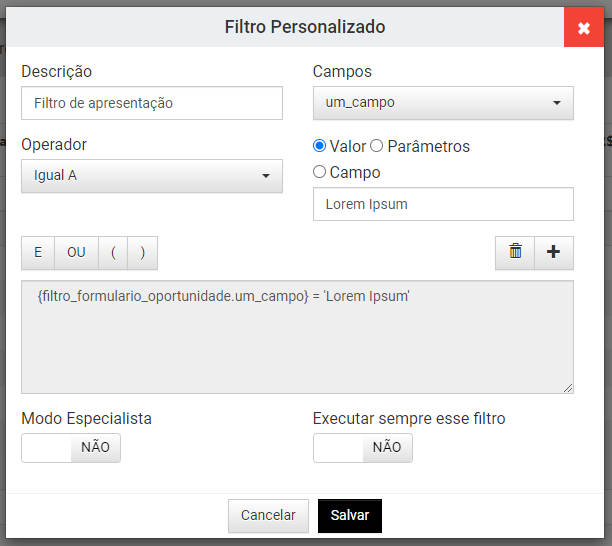 Filtro Personalizado
Descrição
Campos
Filtro de apresentação
um_campo
Operador
Valor
Parâmetros
Igual A
Campo
Lorem Ipsum
E
OU
(
)
{filtro_formulario_oportunidade.um_campo} = 'Lorem Ipsum'
Modo Especialista
Executar sempre esse filtro
NÃO
NÃO
Cancelar
Salvar